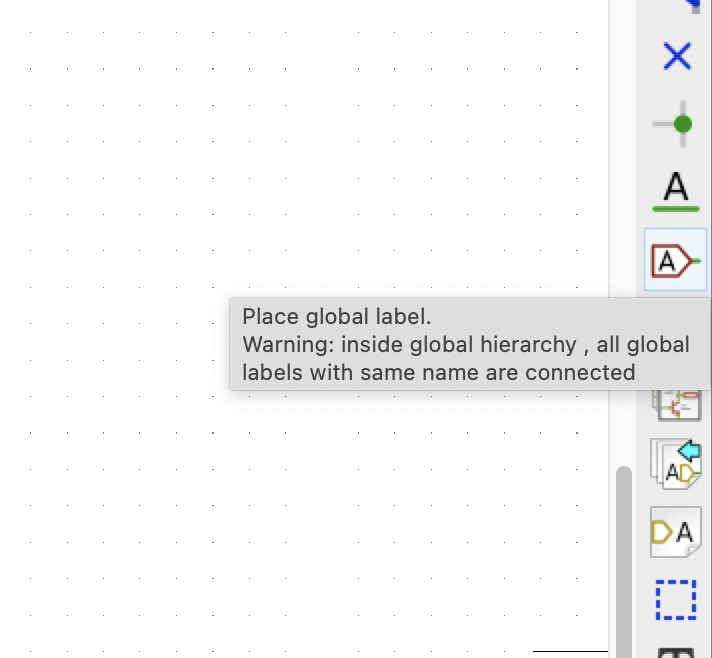 A
A
Place global label.
Warning: inside global hierarchy , all global
labels with same name are connected
A
A